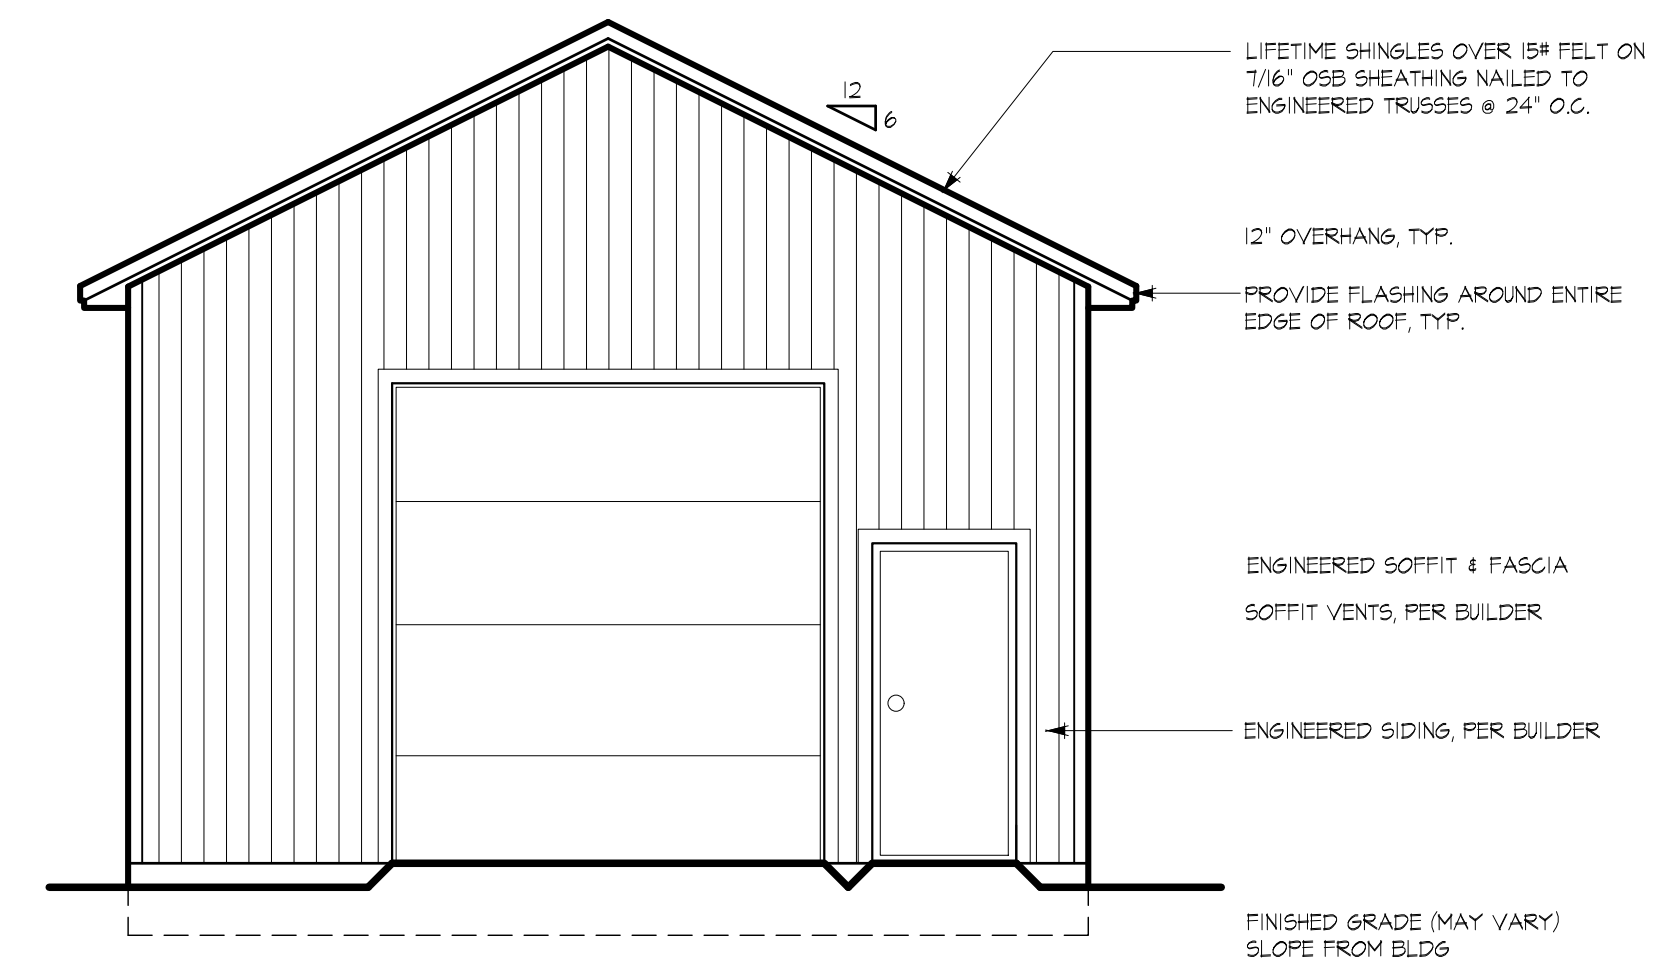 12
6
LIFETIME SHINGLES OVER 15# FELT ON
7/16" OSB SHEATHING NAILED TO
ENGINEERED TRUSSES @ 24" O.C.
12" OVERHANG, TYP.
PROVIDE FLASHING AROUND ENTIRE
EDGE OF ROOF, TYP.
ENGINEERED SOFFIT & FASCIA
SOFFIT VENTS, PER BUILDER
ENGINEERED SIDING, PER BUILDER
FINISHED GRADE (MAY VARY)
SLOPE FROM BLDG